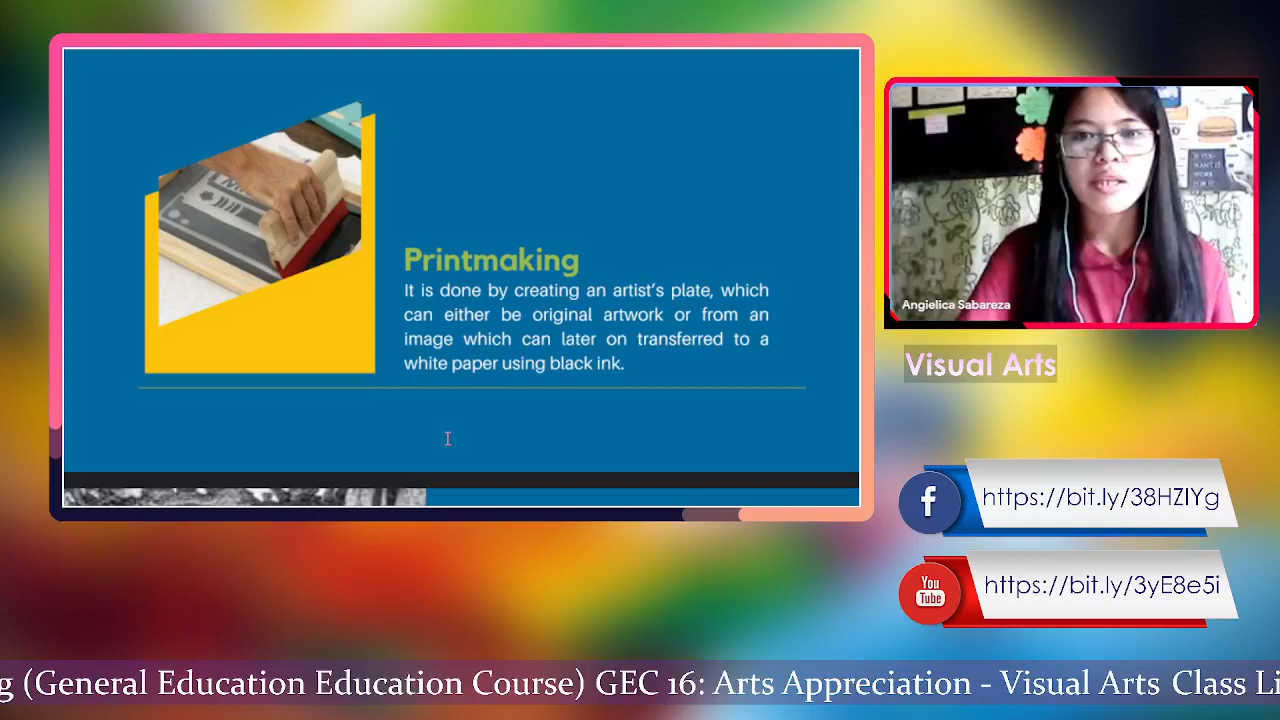 Printmaking
It is done by creating an artist's plate, which
can either be original artwork or from an
image which can later on transferred to a
white paper using black ink.
Angielica Sabareza
Visual Arts
f
https://bit.ly/38HZIYg
You
Tube
https://bit.ly/3yE8e5i
g (General Education Education Course) GEC 16: Arts Appreciation - Visual Arts Class Li